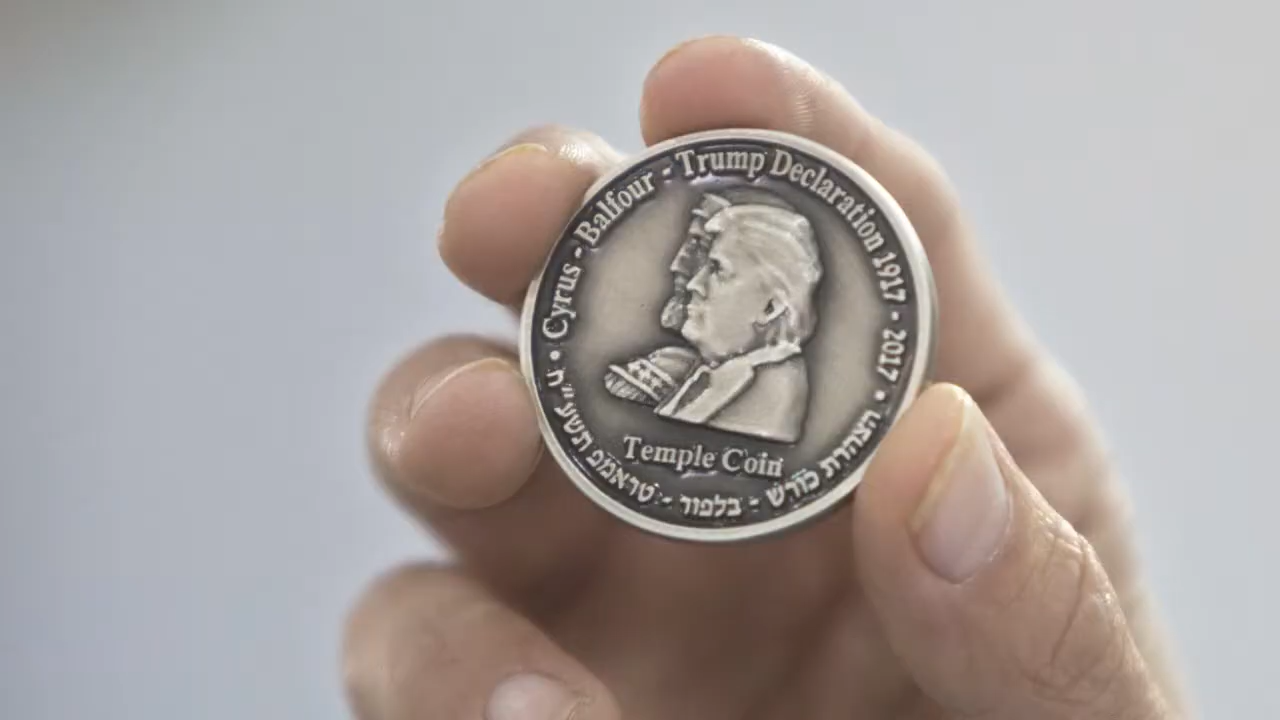 Cyrus - Balfour - Trump Declaration 1917 - 2017
Temple Coin
הצהרת כורש - בלפור - טראמפ תשע״ח